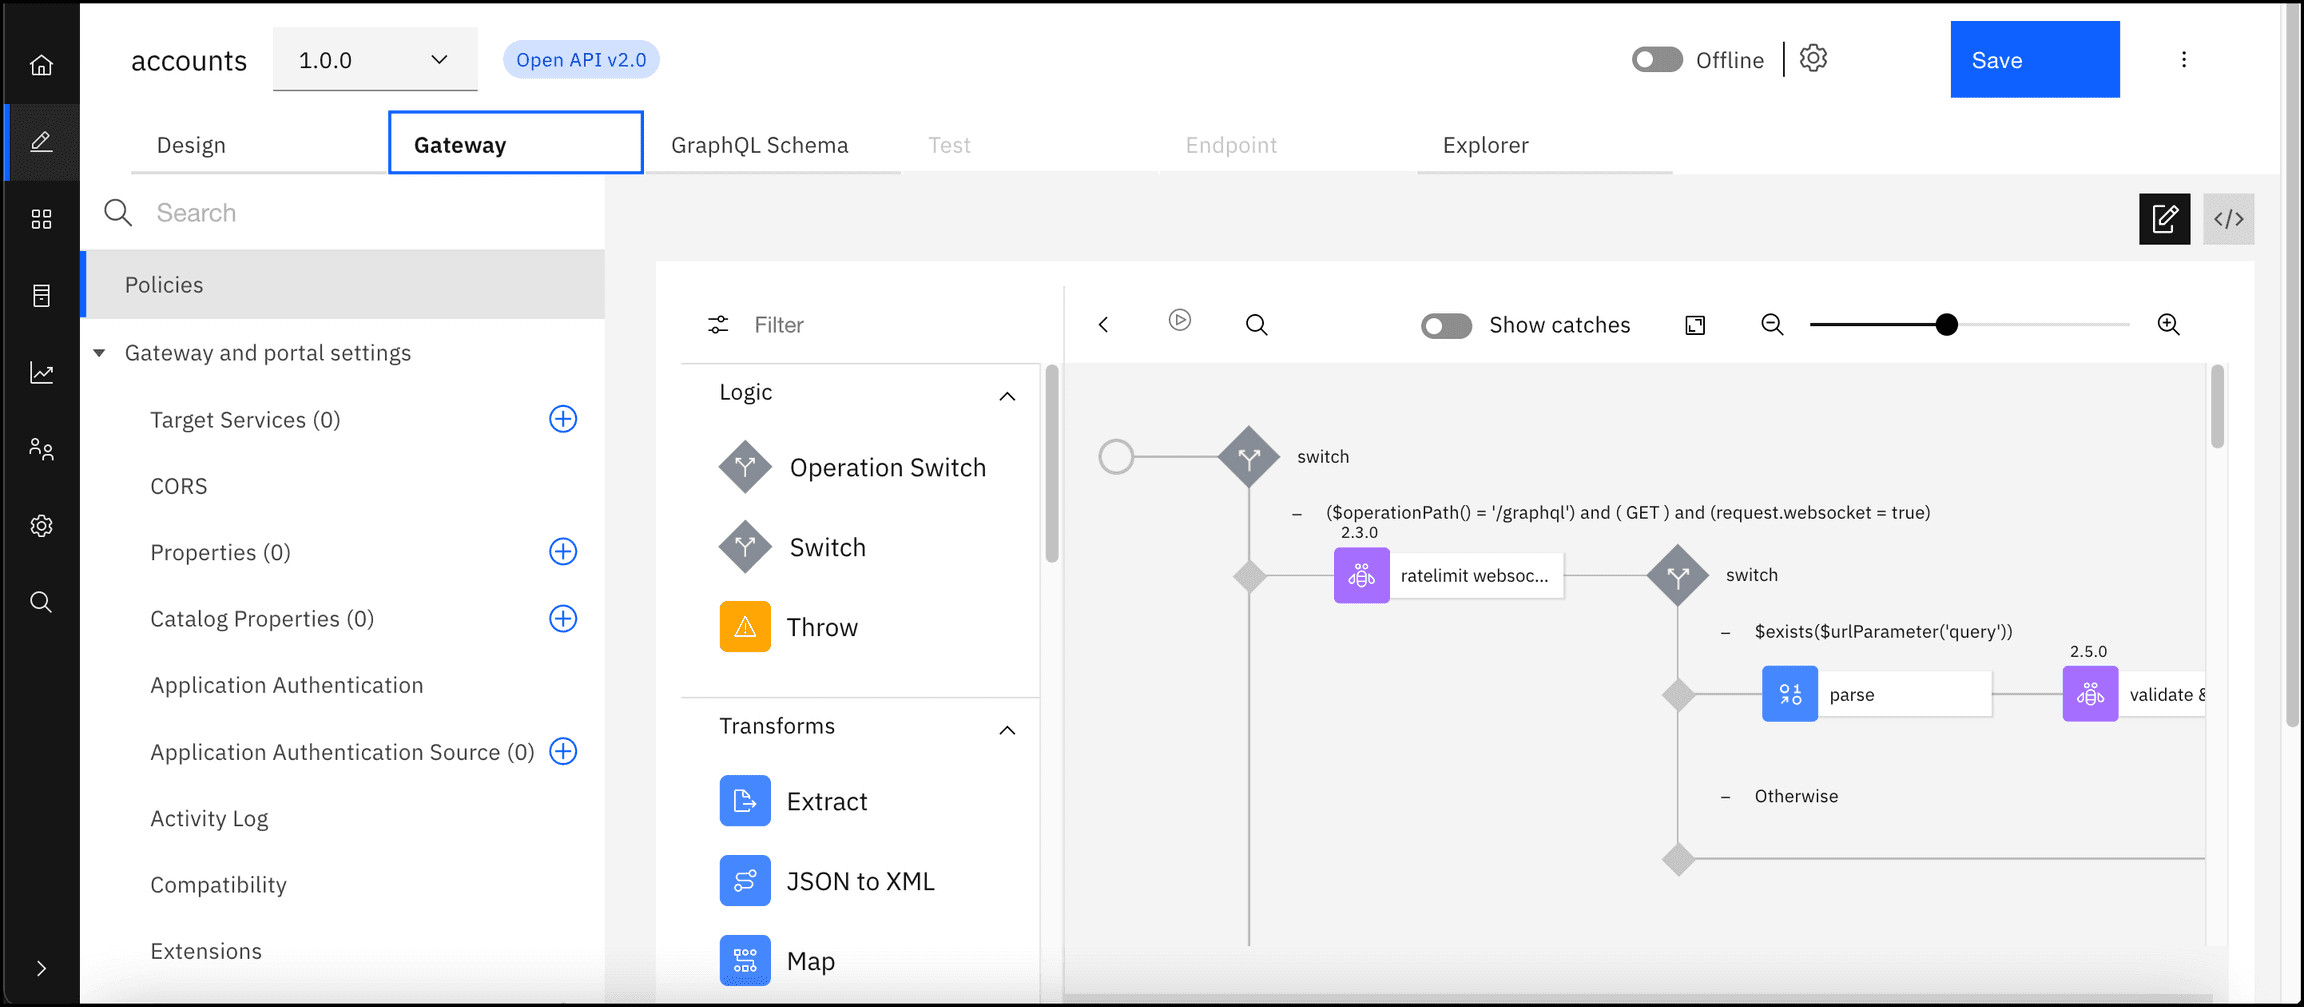 accounts
1.0.0
Open API v2.0
Offline
Save
Design
Gateway
GraphQL Schema
Test
Endpoint
Explorer
Search
Policies
Gateway and portal settings
Target Services (0)
CORS
Properties (0)
Catalog Properties (0)
Application Authentication
Application Authentication Source (0)
Activity Log
Compatibility
Extensions
Filter
Logic
Operation Switch
Switch
Throw
Transforms
Extract
JSON to XML
Map
Show catches
switch
– ($operationPath() = '/graphql') and ( GET ) and (request.websocket = true)
2.3.0
ratelimit websoc...
switch
– $exists($urlParameter('query'))
2.5.0
parse
validate &
– Otherwise